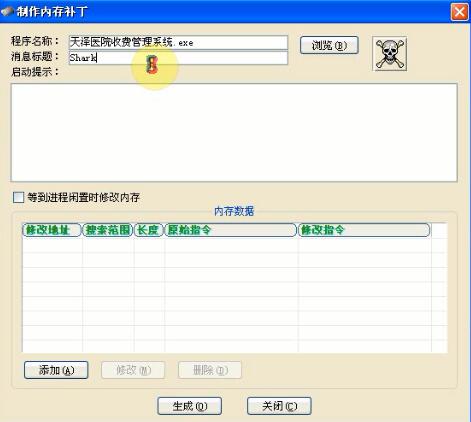 制作内存补丁
程序名称： 天泽医院收费管理系统.exe 浏览(B)
消息标题： Shark
启动提示：
等到进程闲置时修改内存
内存数据
修改地址 搜索范围 长度 原始指令 修改指令
添加(A) 修改(M) 删除(D)
生成(O) 关闭(C)